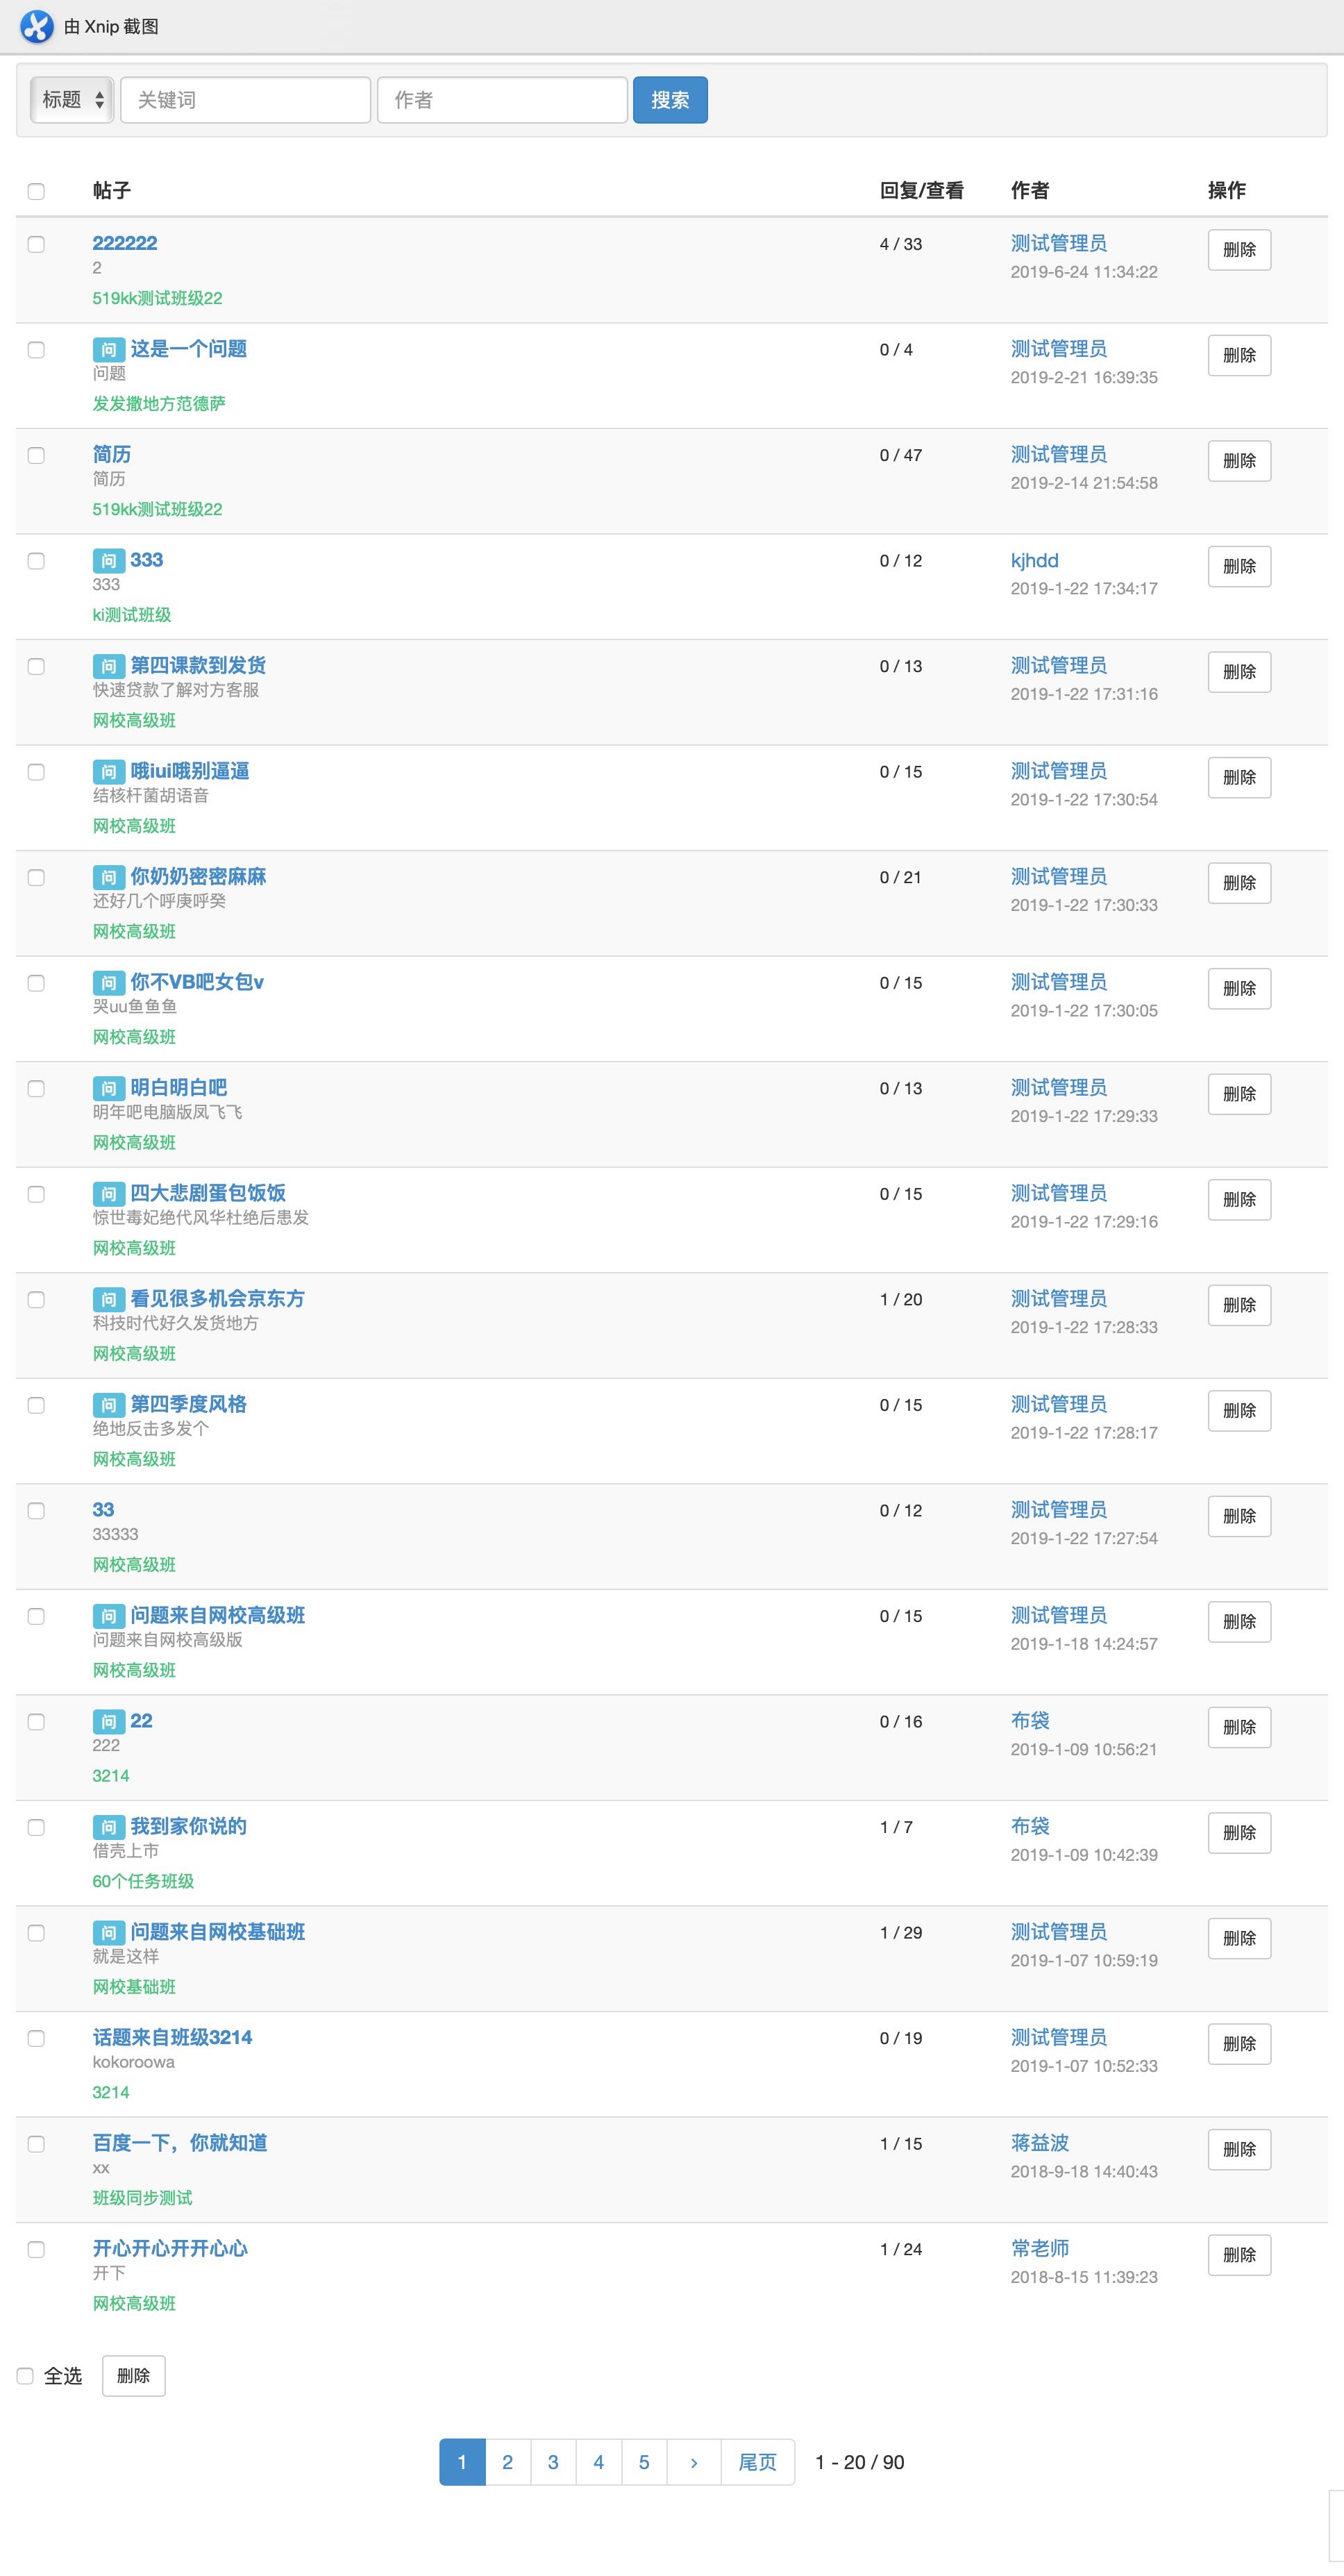 由 Xnip 截图
标题 关键词 作者 搜索
帖子 回复/查看 作者 操作
222222 4 / 33 测试管理员 删除
2 2019-6-24 11:34:22
519kk测试班级22
问 这是一个问题 0 / 4 测试管理员 删除
问题 2019-2-21 16:39:35
发发撒地方范德萨
简历 0 / 47 测试管理员 删除
简历 2019-2-14 21:54:58
519kk测试班级22
问 333 0 / 12 kjhdd 删除
333 2019-1-22 17:34:17
ki测试班级
问 第四课款到发货 0 / 13 测试管理员 删除
快速贷款了解对方客服 2019-1-22 17:31:16
网校高级班
问 哦iui哦别逼逼 0 / 15 测试管理员 删除
结核杆菌胡语音 2019-1-22 17:30:54
网校高级班
问 你奶奶密密麻麻 0 / 21 测试管理员 删除
还好几个呼庚呼癸 2019-1-22 17:30:33
网校高级班
问 你不VB吧女包v 0 / 15 测试管理员 删除
哭uu鱼鱼鱼 2019-1-22 17:30:05
网校高级班
问 明白明白吧 0 / 13 测试管理员 删除
明年吧电脑版凤飞飞 2019-1-22 17:29:33
网校高级班
问 四大悲剧蛋包饭饭 0 / 15 测试管理员 删除
惊世毒妃绝代风华杜绝后患发 2019-1-22 17:29:16
网校高级班
问 看见很多机会京东方 1 / 20 测试管理员 删除
科技时代好久发货地方 2019-1-22 17:28:33
网校高级班
问 第四季度风格 0 / 15 测试管理员 删除
绝地反击多发个 2019-1-22 17:28:17
网校高级班
33 0 / 12 测试管理员 删除
33333 2019-1-22 17:27:54
网校高级班
问 问题来自网校高级班 0 / 15 测试管理员 删除
问题来自网校高级版 2019-1-18 14:24:57
网校高级班
问 22 0 / 16 布袋 删除
222 2019-1-09 10:56:21
3214
问 我到家你说的 1 / 7 布袋 删除
借壳上市 2019-1-09 10:42:39
60个任务班级
问 问题来自网校基础班 1 / 29 测试管理员 删除
就是这样 2019-1-07 10:59:19
网校基础班
话题来自班级3214 0 / 19 测试管理员 删除
kokoroowa 2019-1-07 10:52:33
3214
百度一下，你就知道 1 / 15 蒋益波 删除
xx 2018-9-18 14:40:43
班级同步测试
开心开心开开心心 1 / 24 常老师 删除
开下 2018-8-15 11:39:23
网校高级班
全选 删除
1 2 3 4 5 › 尾页 1 - 20 / 90